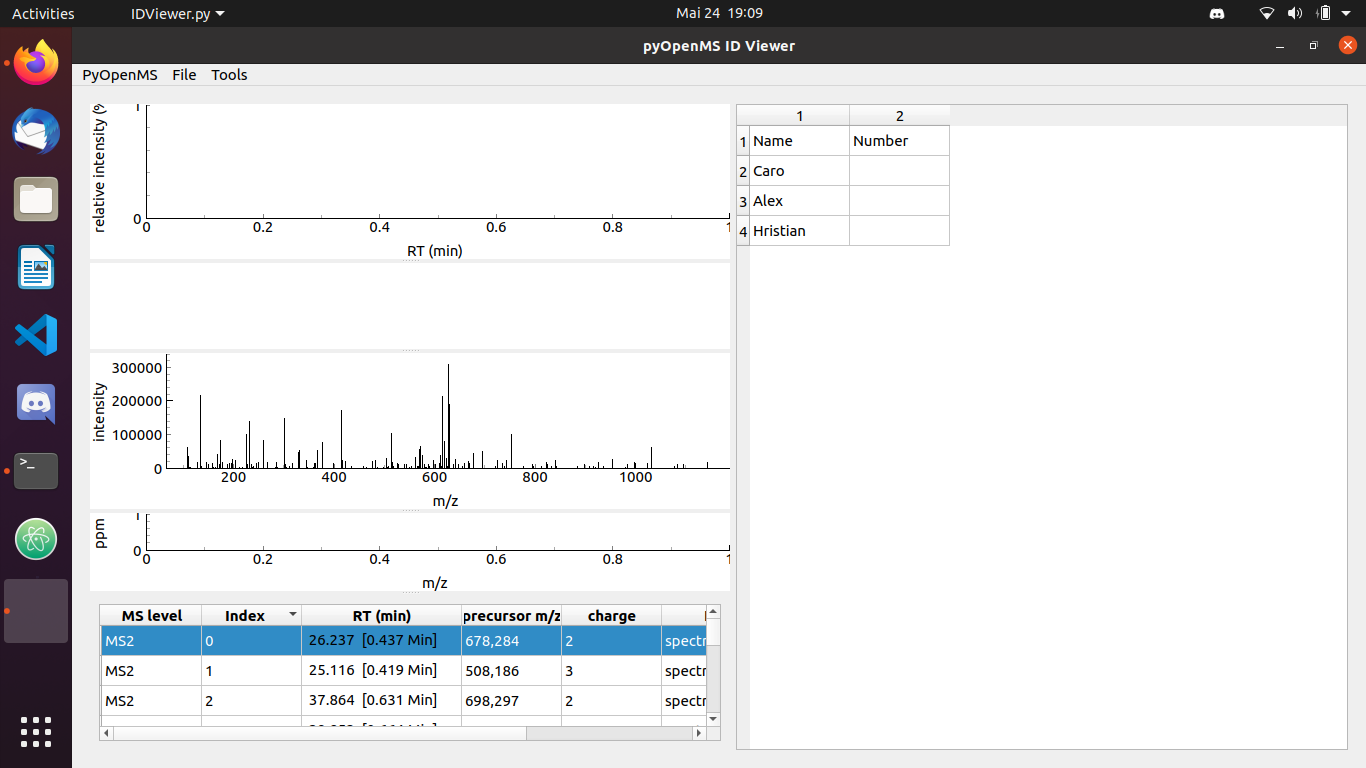 Activities IDViewer.py Mai 24 19:09
pyOpenMS ID Viewer
PyOpenMS File Tools
relative intensity (%
1
0
0 0.2 0.4 0.6 0.8 1
RT (min)
intensity
300000
200000
100000
0
200 400 600 800 1000
m/z
ppm
1
0
0 0.2 0.4 0.6 0.8 1
m/z
MS level Index RT (min) precursor m/z charge
MS2 0 26.237 [0.437 Min] 678,284 2 spectr
MS2 1 25.116 [0.419 Min] 508,186 3 spectr
MS2 2 37.864 [0.631 Min] 698,297 2 spectr
1 2
1 Name Number
2 Caro
3 Alex
4 Hristian